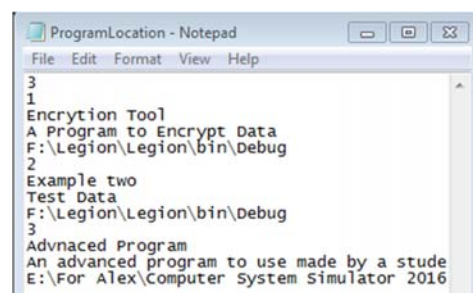 ProgramLocation - Notepad
File Edit Format View Help
3
1
Encrytion Tool
A Program to Encrypt Data
F:\Legion\Legion\bin\Debug
2
Example two
Test Data
F:\Legion\Legion\bin\Debug
3
Advnaced Program
An advanced program to use made by a stude
E:\For Alex\Computer System Simulator 2016